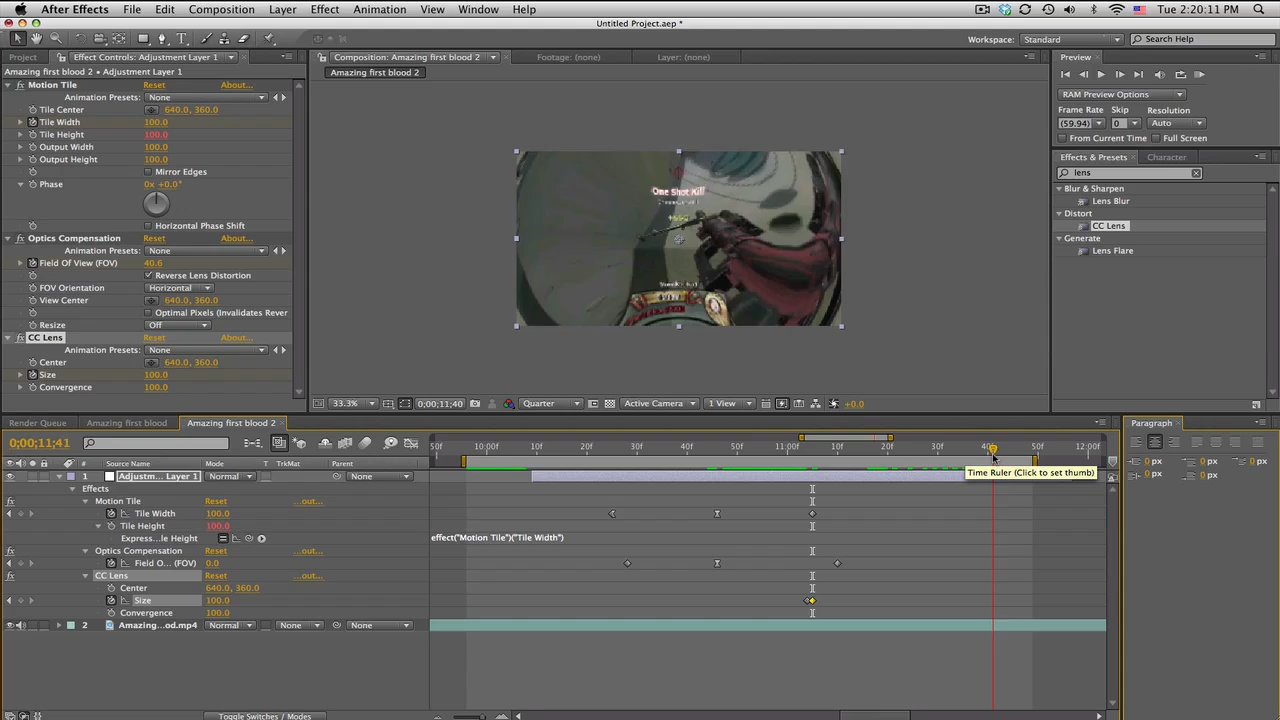 After Effects File Edit Composition Layer Effect Animation View Window Help Tue 2:20:11 PM
Untitled Project.aep *
Workspace: Standard Search Help
Project Effect Controls: Adjustment Layer 1 Composition: Amazing first blood 2 Footage: (none) Layer: (none) Preview
Amazing first blood 2 • Adjustment Layer 1 Amazing first blood 2
Motion Tile Reset About...
Animation Presets: None
Tile Center 640.0, 360.0
Tile Width 100.0
Tile Height 100.0
Output Width 100.0
Output Height 100.0
Mirror Edges
Phase 0x +0.0°
Horizontal Phase Shift
Optics Compensation Reset About...
Animation Presets: None
Field Of View (FOV) 40.6
Reverse Lens Distortion
FOV Orientation Horizontal
View Center 640.0, 360.0
Optimal Pixels (Invalidates Rever
Resize Off
CC Lens Reset About...
Animation Presets: None
Center 640.0, 360.0
Size 100.0
Convergence 100.0
One Shot Kill
33.3% 0;00;11;40 Quarter Active Camera 1 View +0.0
RAM Preview Options
Frame Rate Skip Resolution
(59.94) 0 Auto
From Current Time Full Screen
Effects & Presets Character
lens
Blur & Sharpen
Lens Blur
Distort
CC Lens
Generate
Lens Flare
Render Queue Amazing first blood Amazing first blood 2
0;00;11;41
50f 10:00f 10f 20f 30f 40f 50f 11:00f 10f 20f 30f 40f 50f 12:00f
# Source Name Mode T TrkMat Parent
Time Ruler (Click to set thumb)
1 Adjustm... Layer 1 Normal None
Effects
Motion Tile Reset ...out...
Tile Width 100.0
Tile Height 100.0
Express...le Height effect("Motion Tile")("Tile Width")
Optics Compensation Reset ...out...
Field O... (FOV) 0.0
CC Lens Reset ...out...
Center 640.0, 360.0
Size 100.0
Convergence 100.0
2 Amazing...od.mp4 Normal None None
Toggle Switches / Modes
Paragraph
0 px 0 px 0 px
0 px 0 px